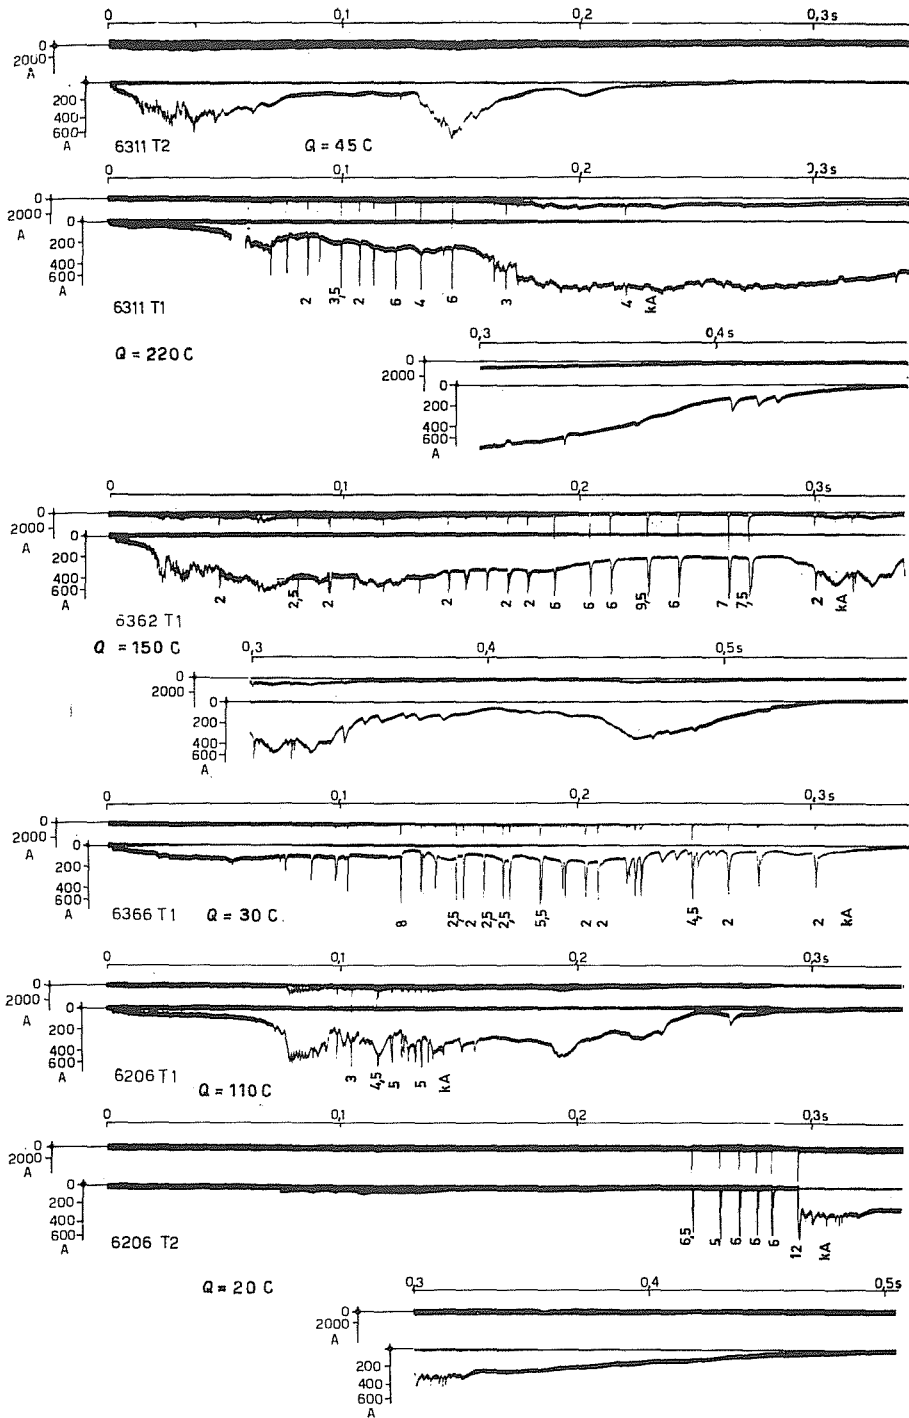 0 0,1 0,2 0,3s
0
2000
A
0
200
400
600
A
6311 T2 Q = 45 C
0 0,1 0,2 0,3s
0
2000
A
0
200
400
600
A
2 3,5 2 6 4 6 3 4 kA
6311 T1
Q = 220 C
0,3 0,4s
0
2000
0
200
400
600
A
0 0,1 0,2 0,3s
0
2000
A
0
200
400
600
A
2 2,5 2 2 2 2 6 6 6 9,5 6 7 7,5 2 kA
6362 T1
Q = 150 C
0,3 0,4 0,5s
0
2000
A
0
200
400
600
A
0 0,1 0,2 0,3s
0
2000
A
0
200
400
600
A
8 2,5 2 2,5 2,5 5,5 2 2 4,5 2 2 kA
6366 T1 Q = 30 C.
0 0,1 0,2 0,3s
0
2000
A
0
200
400
600
A
3 4,5 5 5 kA
6206 T1
Q = 110 C
0 0,1 0,2 0,3s
0
2000
A
0
200
400
600
A
6,5 5 6 6 6 12 kA
6206 T2
Q = 20 C
0,3 0,4 0,5s
0
2000
A
200
400
600
A